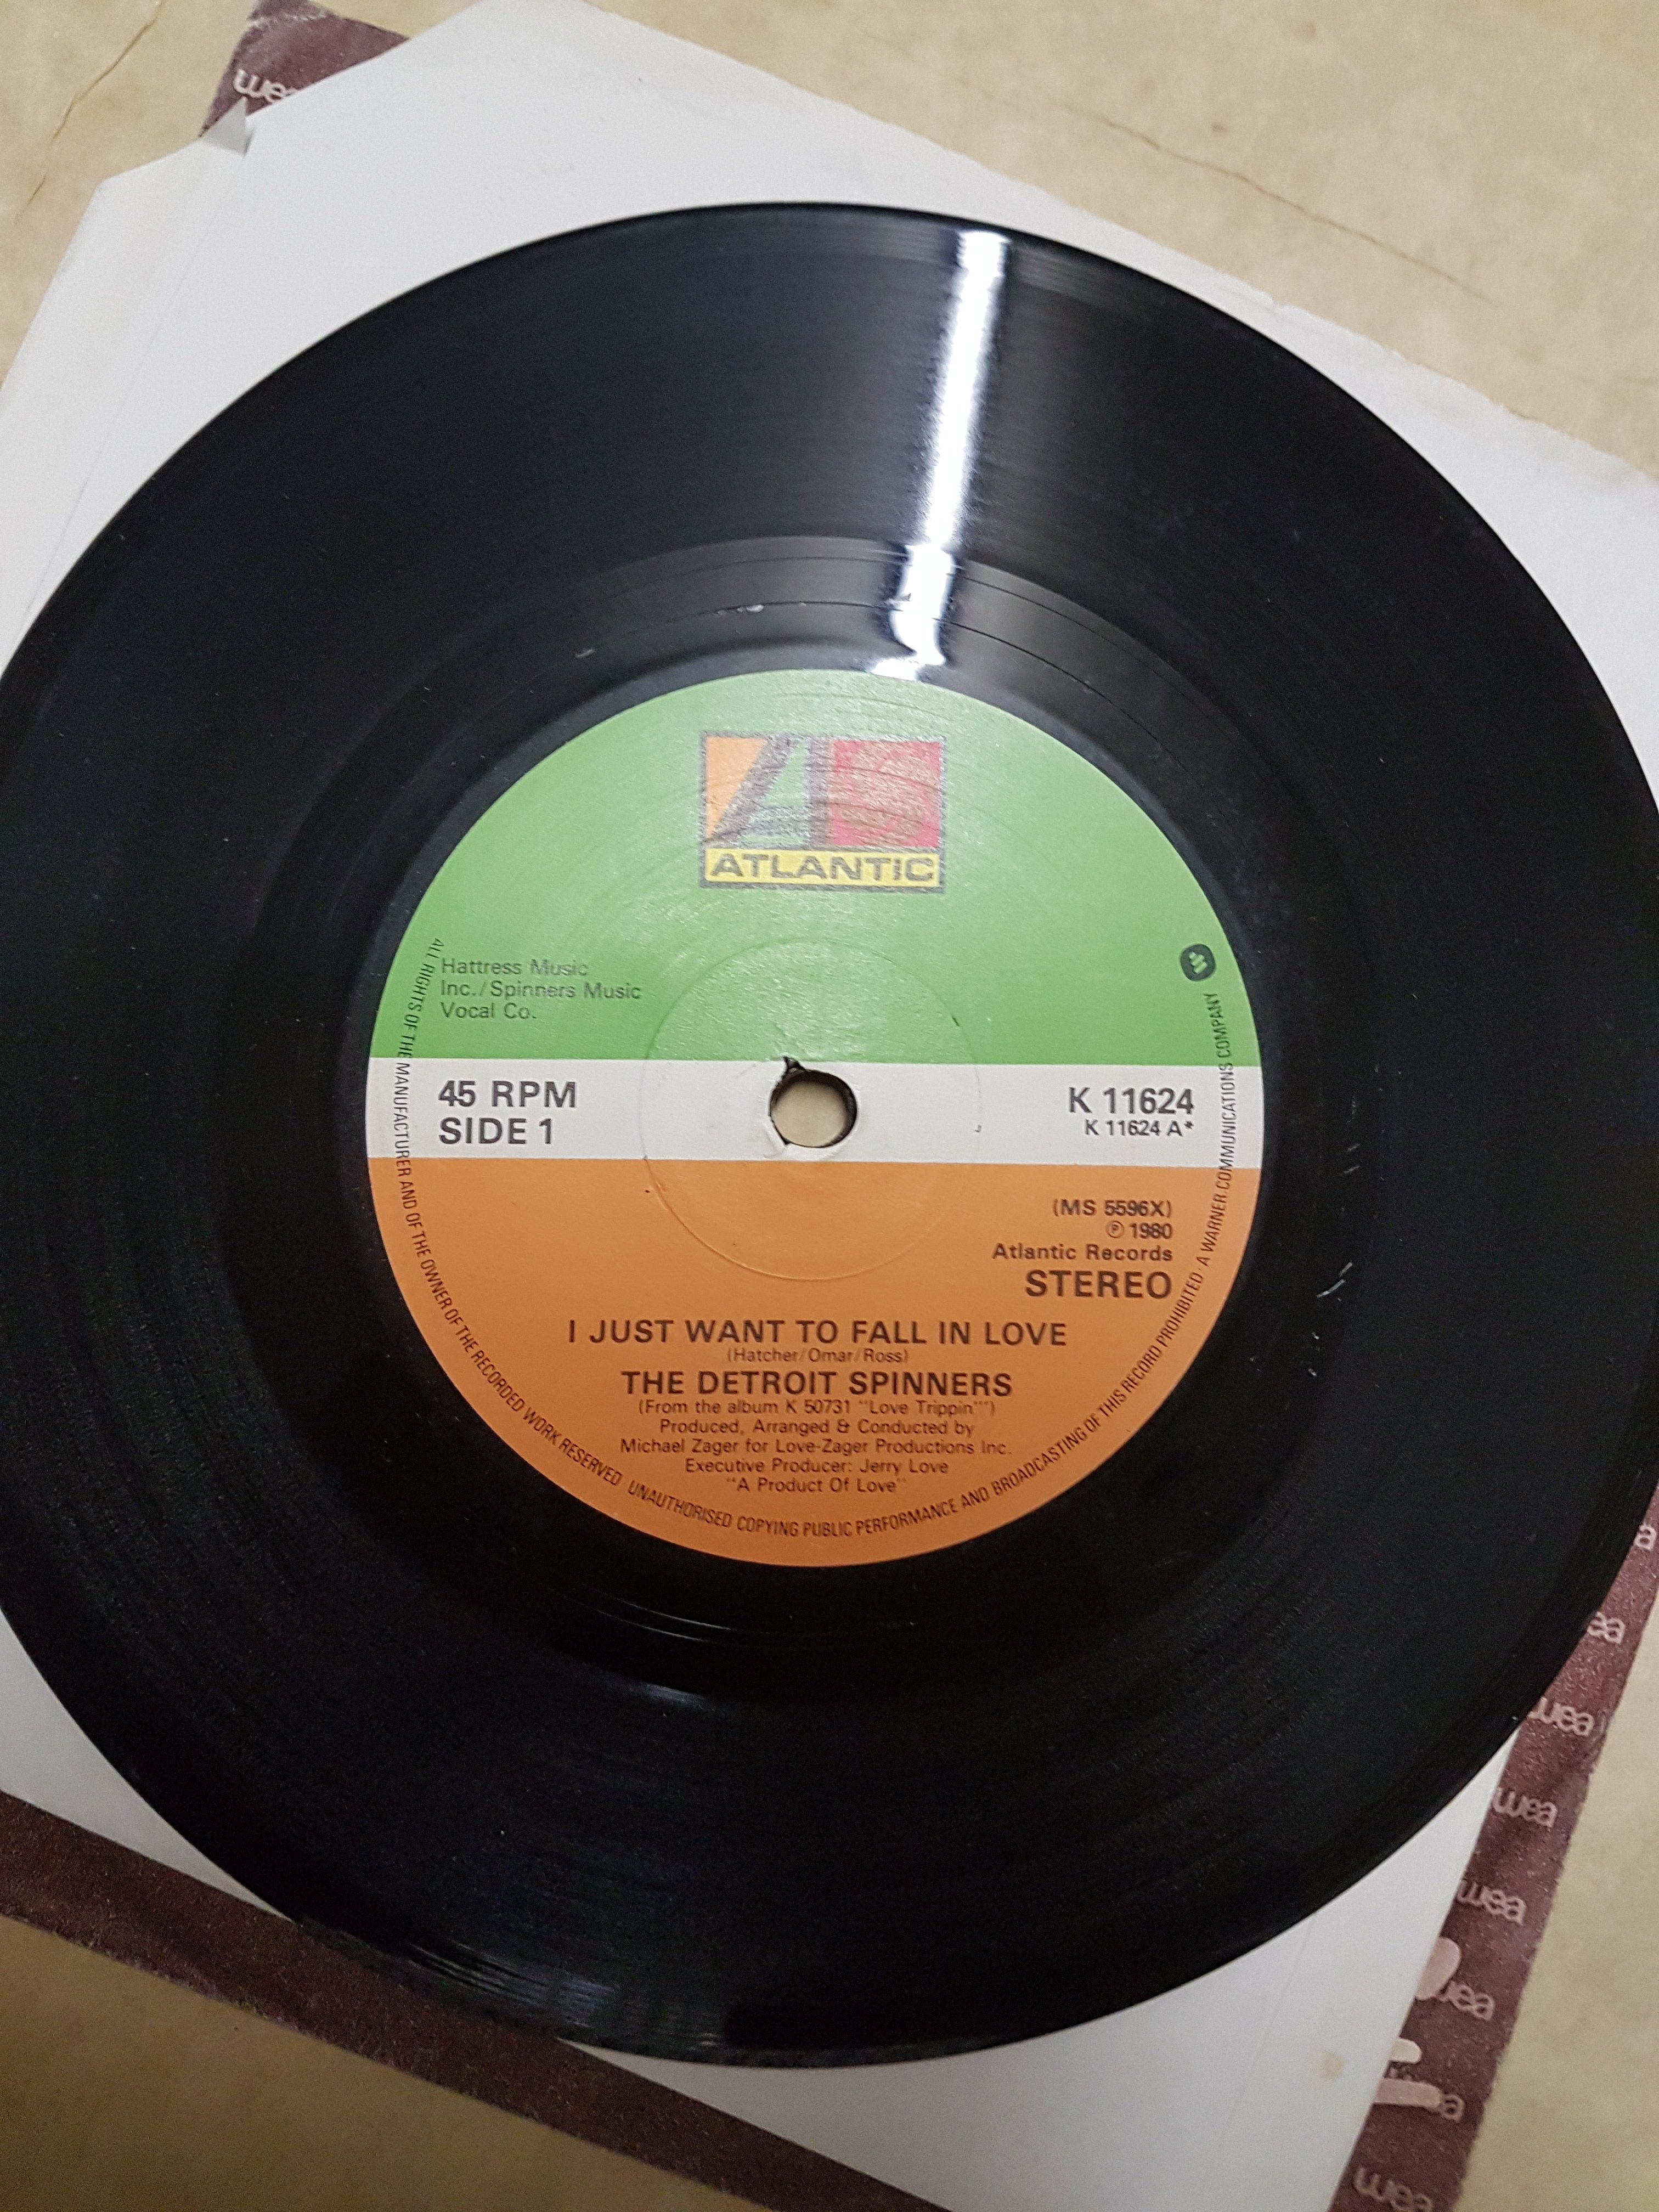 wea
ATLANTIC
Hattress Music
Inc./Spinners Music
Vocal Co.
45 RPM
SIDE 1
K 11624
K 11624 A*
(MS 5596X)
℗ 1980
Atlantic Records
STEREO
I JUST WANT TO FALL IN LOVE
(Hatcher/Omar/Ross)
THE DETROIT SPINNERS
(From the album K 50731 "Love Trippin'")
Produced, Arranged & Conducted by
Michael Zager for Love-Zager Productions Inc.
Executive Producer: Jerry Love
"A Product Of Love"
ALL RIGHTS OF THE MANUFACTURER AND OF THE OWNER OF THE RECORDED WORK RESERVED · UNAUTHORISED COPYING PUBLIC PERFORMANCE AND BROADCASTING OF THIS RECORD PROHIBITED · A WARNER COMMUNICATIONS COMPANY
wea
wea
wea
wea
wea